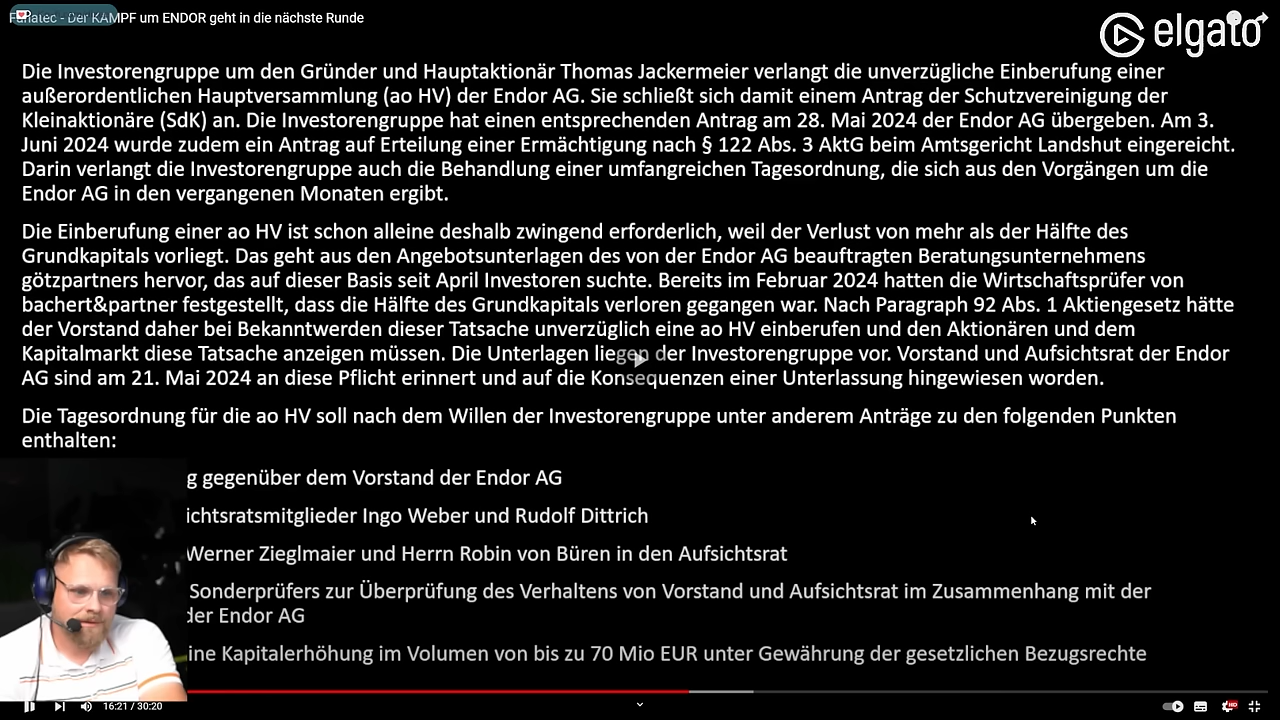 Fanatec - Der KAMPF um ENDOR geht in die nächste Runde
elgato
Die Investorengruppe um den Gründer und Hauptaktionär Thomas Jackermeier verlangt die unverzügliche Einberufung einer
außerordentlichen Hauptversammlung (ao HV) der Endor AG. Sie schließt sich damit einem Antrag der Schutzvereinigung der
Kleinaktionäre (SdK) an. Die Investorengruppe hat einen entsprechenden Antrag am 28. Mai 2024 der Endor AG übergeben. Am 3.
Juni 2024 wurde zudem ein Antrag auf Erteilung einer Ermächtigung nach § 122 Abs. 3 AktG beim Amtsgericht Landshut eingereicht.
Darin verlangt die Investorengruppe auch die Behandlung einer umfangreichen Tagesordnung, die sich aus den Vorgängen um die
Endor AG in den vergangenen Monaten ergibt.
Die Einberufung einer ao HV ist schon alleine deshalb zwingend erforderlich, weil der Verlust von mehr als der Hälfte des
Grundkapitals vorliegt. Das geht aus den Angebotsunterlagen des von der Endor AG beauftragten Beratungsunternehmens
götzpartners hervor, das auf dieser Basis seit April Investoren suchte. Bereits im Februar 2024 hatten die Wirtschaftsprüfer von
bachert&partner festgestellt, dass die Hälfte des Grundkapitals verloren gegangen war. Nach Paragraph 92 Abs. 1 Aktiengesetz hätte
der Vorstand daher bei Bekanntwerden dieser Tatsache unverzüglich eine ao HV einberufen und den Aktionären und dem
Kapitalmarkt diese Tatsache anzeigen müssen. Die Unterlagen liegen der Investorengruppe vor. Vorstand und Aufsichtsrat der Endor
AG sind am 21. Mai 2024 an diese Pflicht erinnert und auf die Konsequenzen einer Unterlassung hingewiesen worden.
Die Tagesordnung für die ao HV soll nach dem Willen der Investorengruppe unter anderem Anträge zu den folgenden Punkten
enthalten:
g gegenüber dem Vorstand der Endor AG
ichtsratsmitglieder Ingo Weber und Rudolf Dittrich
Werner Zieglmaier und Herrn Robin von Büren in den Aufsichtsrat
Sonderprüfers zur Überprüfung des Verhaltens von Vorstand und Aufsichtsrat im Zusammenhang mit der
der Endor AG
ine Kapitalerhöhung im Volumen von bis zu 70 Mio EUR unter Gewährung der gesetzlichen Bezugsrechte
16:21 / 30:20
HD